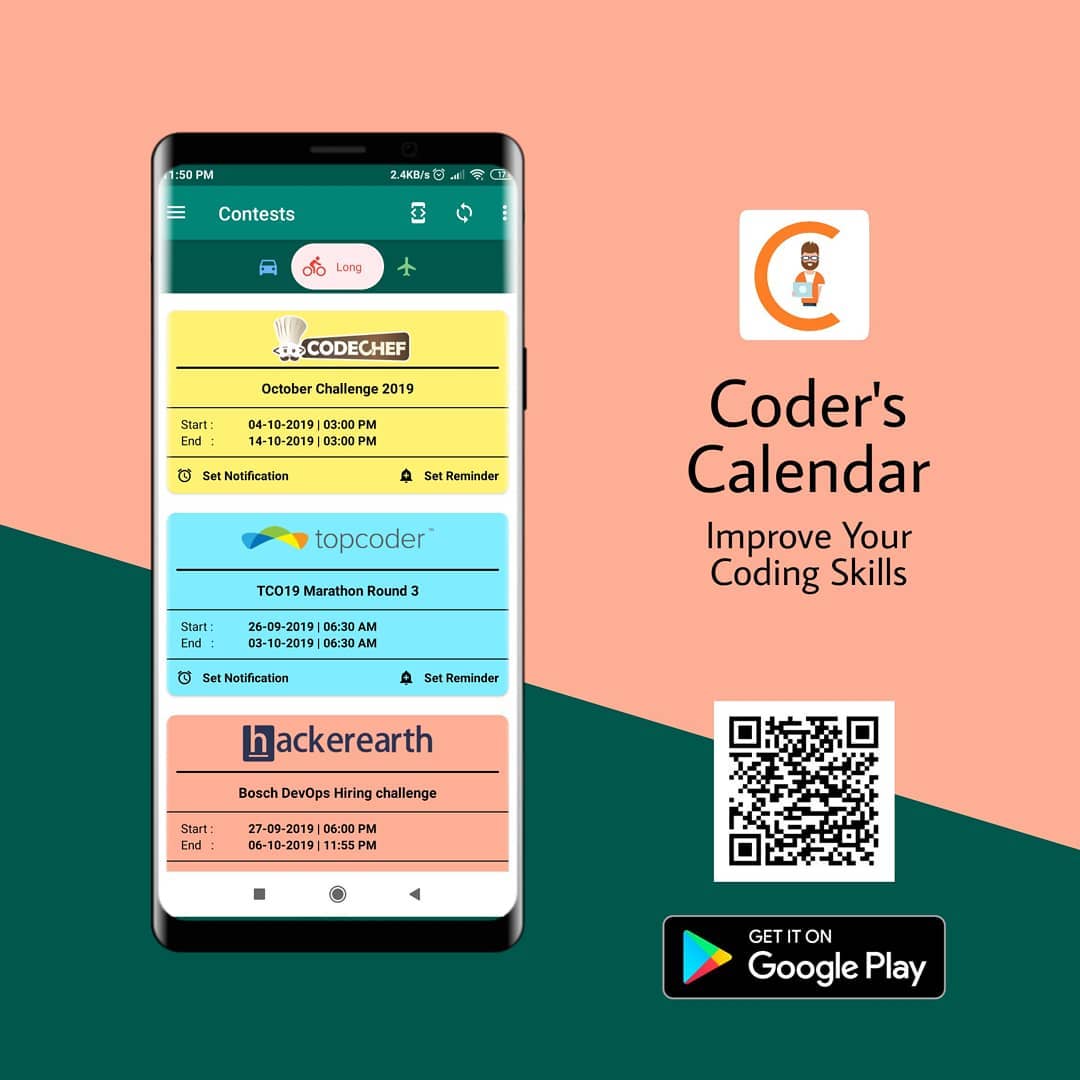 11:50 PM
2.4KB/s
17
Contests
Long
CODECHEF
October Challenge 2019
Start :
04-10-2019 | 03:00 PM
End :
14-10-2019 | 03:00 PM
Set Notification
Set Reminder
topcoder™
TCO19 Marathon Round 3
Start :
26-09-2019 | 06:30 AM
End :
03-10-2019 | 06:30 AM
Set Notification
Set Reminder
hackerearth
Bosch DevOps Hiring challenge
Start :
27-09-2019 | 06:00 PM
End :
06-10-2019 | 11:55 PM
Coder's
Calendar
Improve Your
Coding Skills
GET IT ON
Google Play